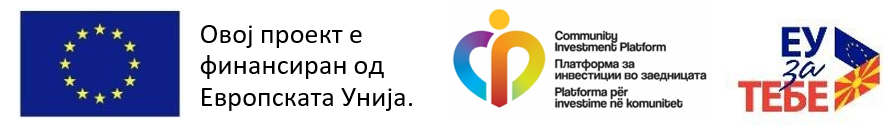 Овој проект е
финансиран од
Европската Унија.
Community
Investment Platform
Платформа за
инвестиции во заедницата
Platforma për
investime në komunitet
ЕУ
за
ТЕБЕ